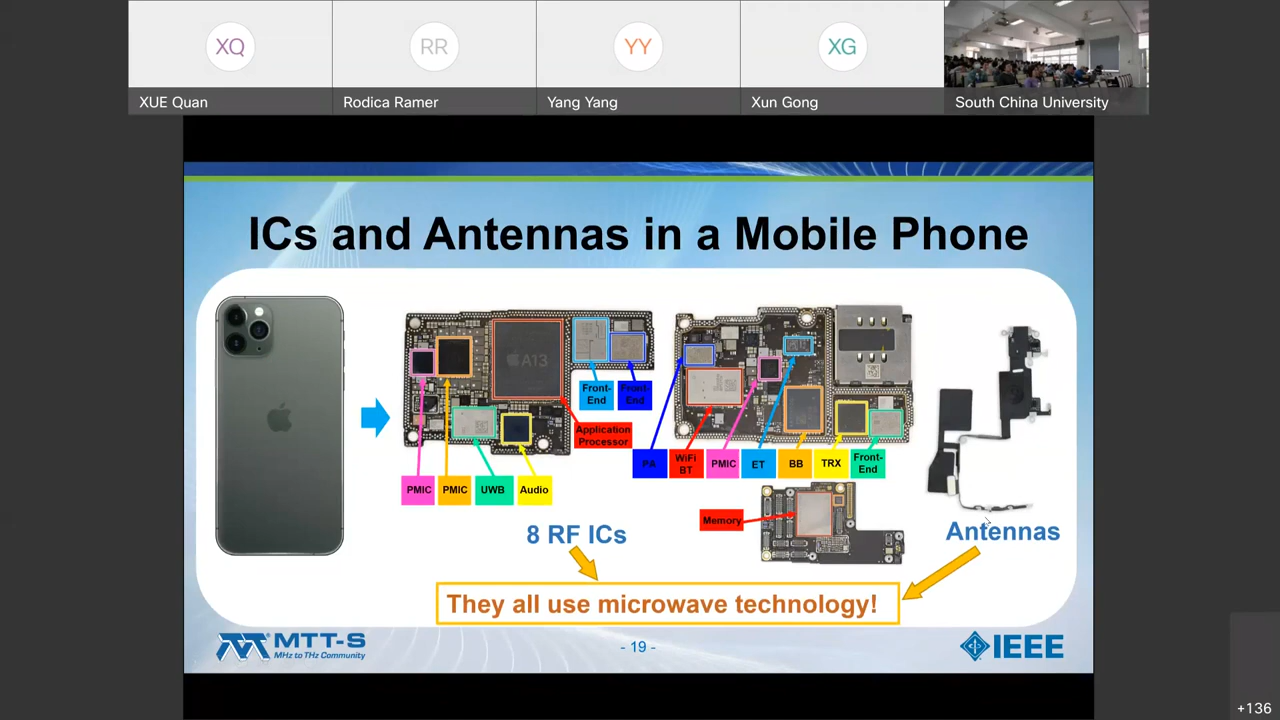 XQ
RR
YY
XG
XUE Quan
Rodica Ramer
Yang Yang
Xun Gong
South China University
ICs and Antennas in a Mobile Phone
A13
Front-
End
Front-
End
Application
Processor
PMIC
PMIC
UWB
Audio
PA
WiFi
BT
PMIC
ET
BB
TRX
Front-
End
Memory
8 RF ICs
Antennas
They all use microwave technology!
MTT-S
MHz to THz Community
- 19 -
IEEE
+136